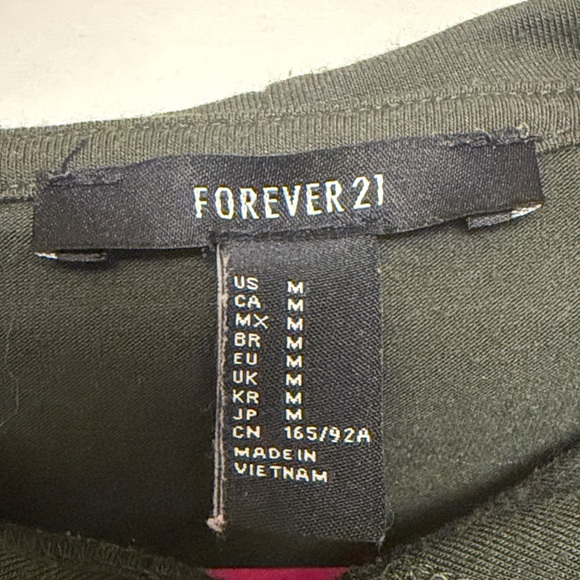 FOREVER 21
US M
CA M
MX M
BR M
EU M
UK M
KR M
JP M
CN 165/92A
MADE IN
VIETNAM